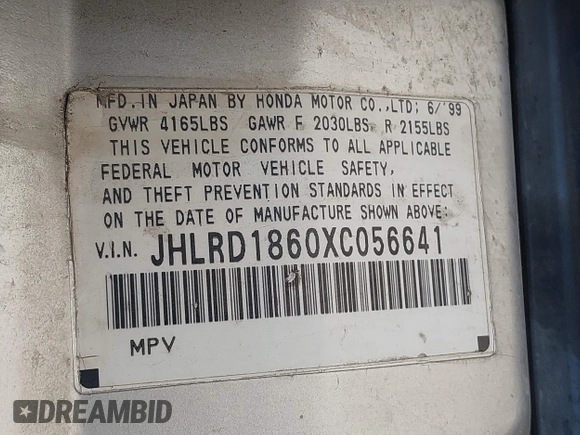 MFD. IN JAPAN BY HONDA MOTOR CO.,LTD; 6/'99
GVWR 4165LBS GAWR F 2030LBS R 2155LBS
THIS VEHICLE CONFORMS TO ALL APPLICABLE
FEDERAL MOTOR VEHICLE SAFETY,
AND THEFT PREVENTION STANDARDS IN EFFECT
ON THE DATE OF MANUFACTURE SHOWN ABOVE:
V.I.N. JHLRD1860XC056641
MPV
DREAMBID